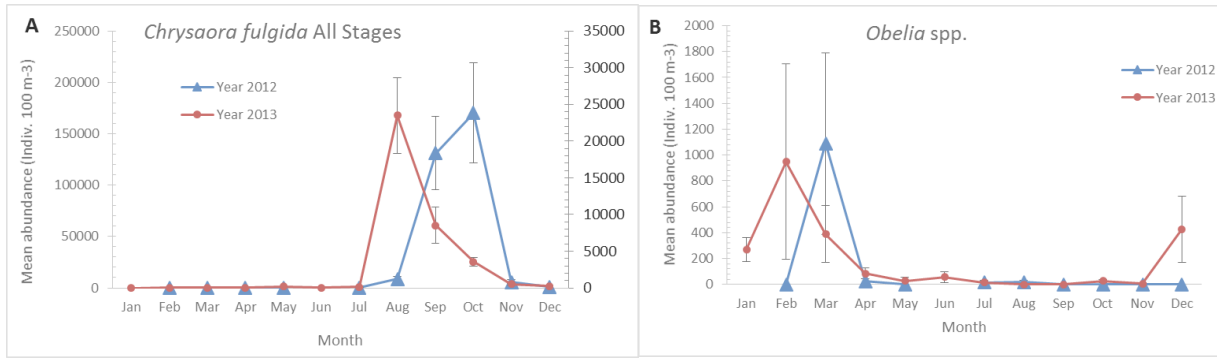 A
Chrysaora fulgida All Stages
Mean abundance (Indiv. 100 m-3)
250000
200000
150000
100000
50000
0
35000
30000
25000
20000
15000
10000
5000
0
Year 2012
Year 2013
Jan Feb Mar Apr May Jun Jul Aug Sep Oct Nov Dec
Month
B
Obelia spp.
Mean abundance (Indiv. 100 m-3)
2000
1800
1600
1400
1200
1000
800
600
400
200
0
Year 2012
Year 2013
Jan Feb Mar Apr May Jun Jul Aug Sep Oct Nov Dec
Month